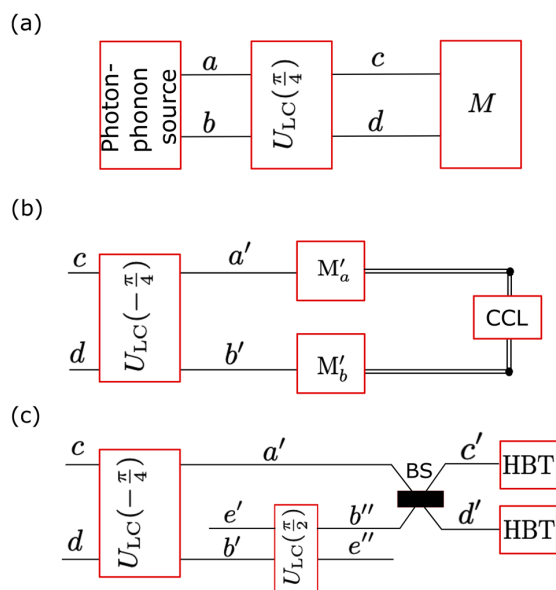 (a)
Photon-
phonon
source
a
b
U_LC(π/4)
c
d
M
(b)
c
d
U_LC(−π/4)
a′
b′
M′_a
M′_b
CCL
(c)
c
d
U_LC(−π/4)
a′
e′
b′
U_LC(π/2)
b″
e″
BS
c′
d′
HBT
HBT